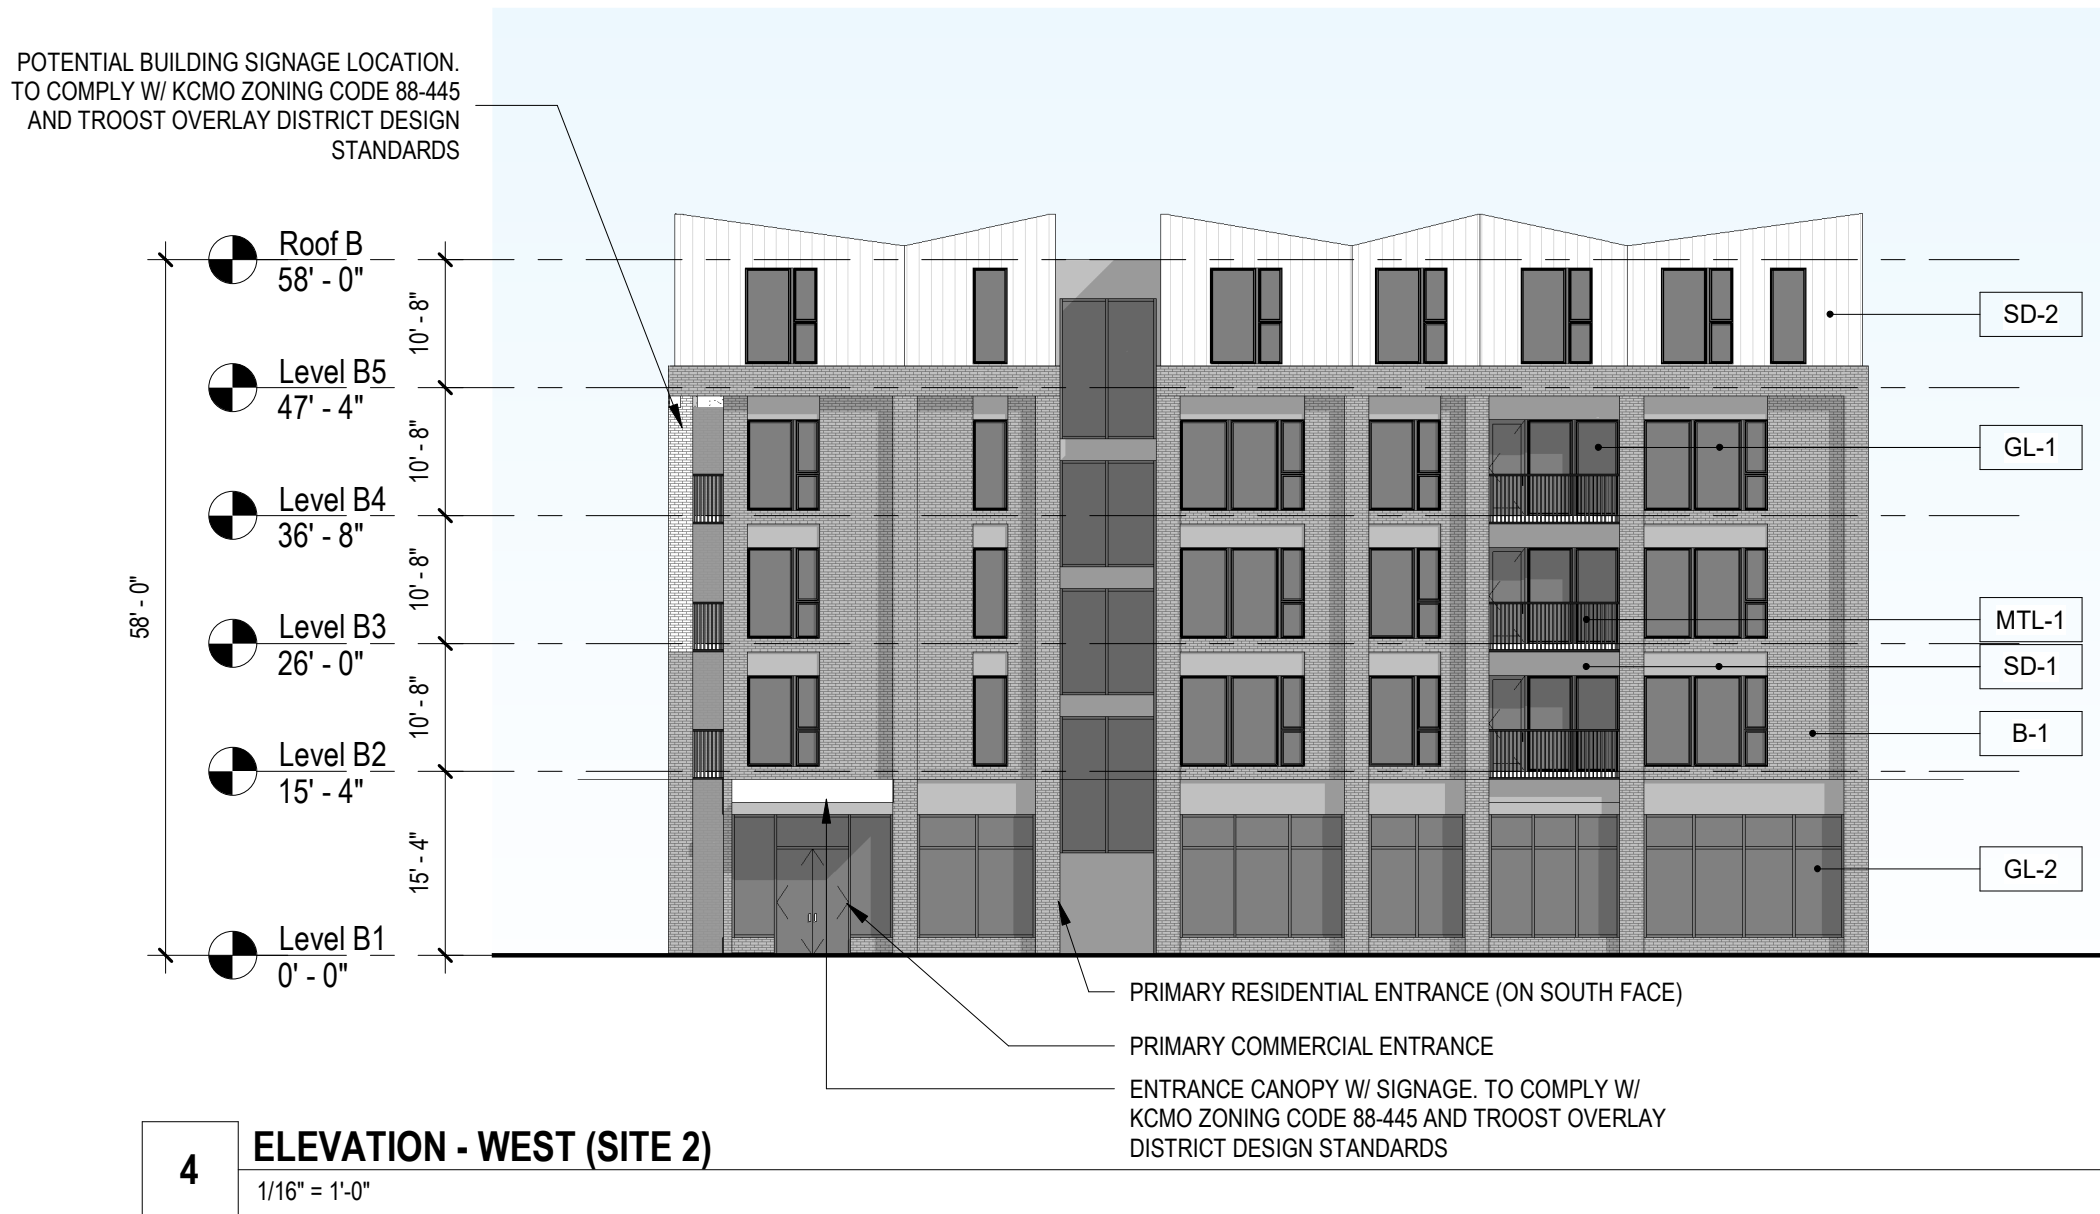 POTENTIAL BUILDING SIGNAGE LOCATION.
TO COMPLY W/ KCMO ZONING CODE 88-445
AND TROOST OVERLAY DISTRICT DESIGN
STANDARDS
Roof B
58' - 0"
10' - 8"
Level B5
47' - 4"
10' - 8"
Level B4
36' - 8"
10' - 8"
58' - 0"
Level B3
26' - 0"
10' - 8"
Level B2
15' - 4"
15' - 4"
Level B1
0' - 0"
SD-2
GL-1
MTL-1
SD-1
B-1
GL-2
PRIMARY RESIDENTIAL ENTRANCE (ON SOUTH FACE)
PRIMARY COMMERCIAL ENTRANCE
ENTRANCE CANOPY W/ SIGNAGE. TO COMPLY W/
KCMO ZONING CODE 88-445 AND TROOST OVERLAY
DISTRICT DESIGN STANDARDS
4
ELEVATION - WEST (SITE 2)
1/16" = 1'-0"